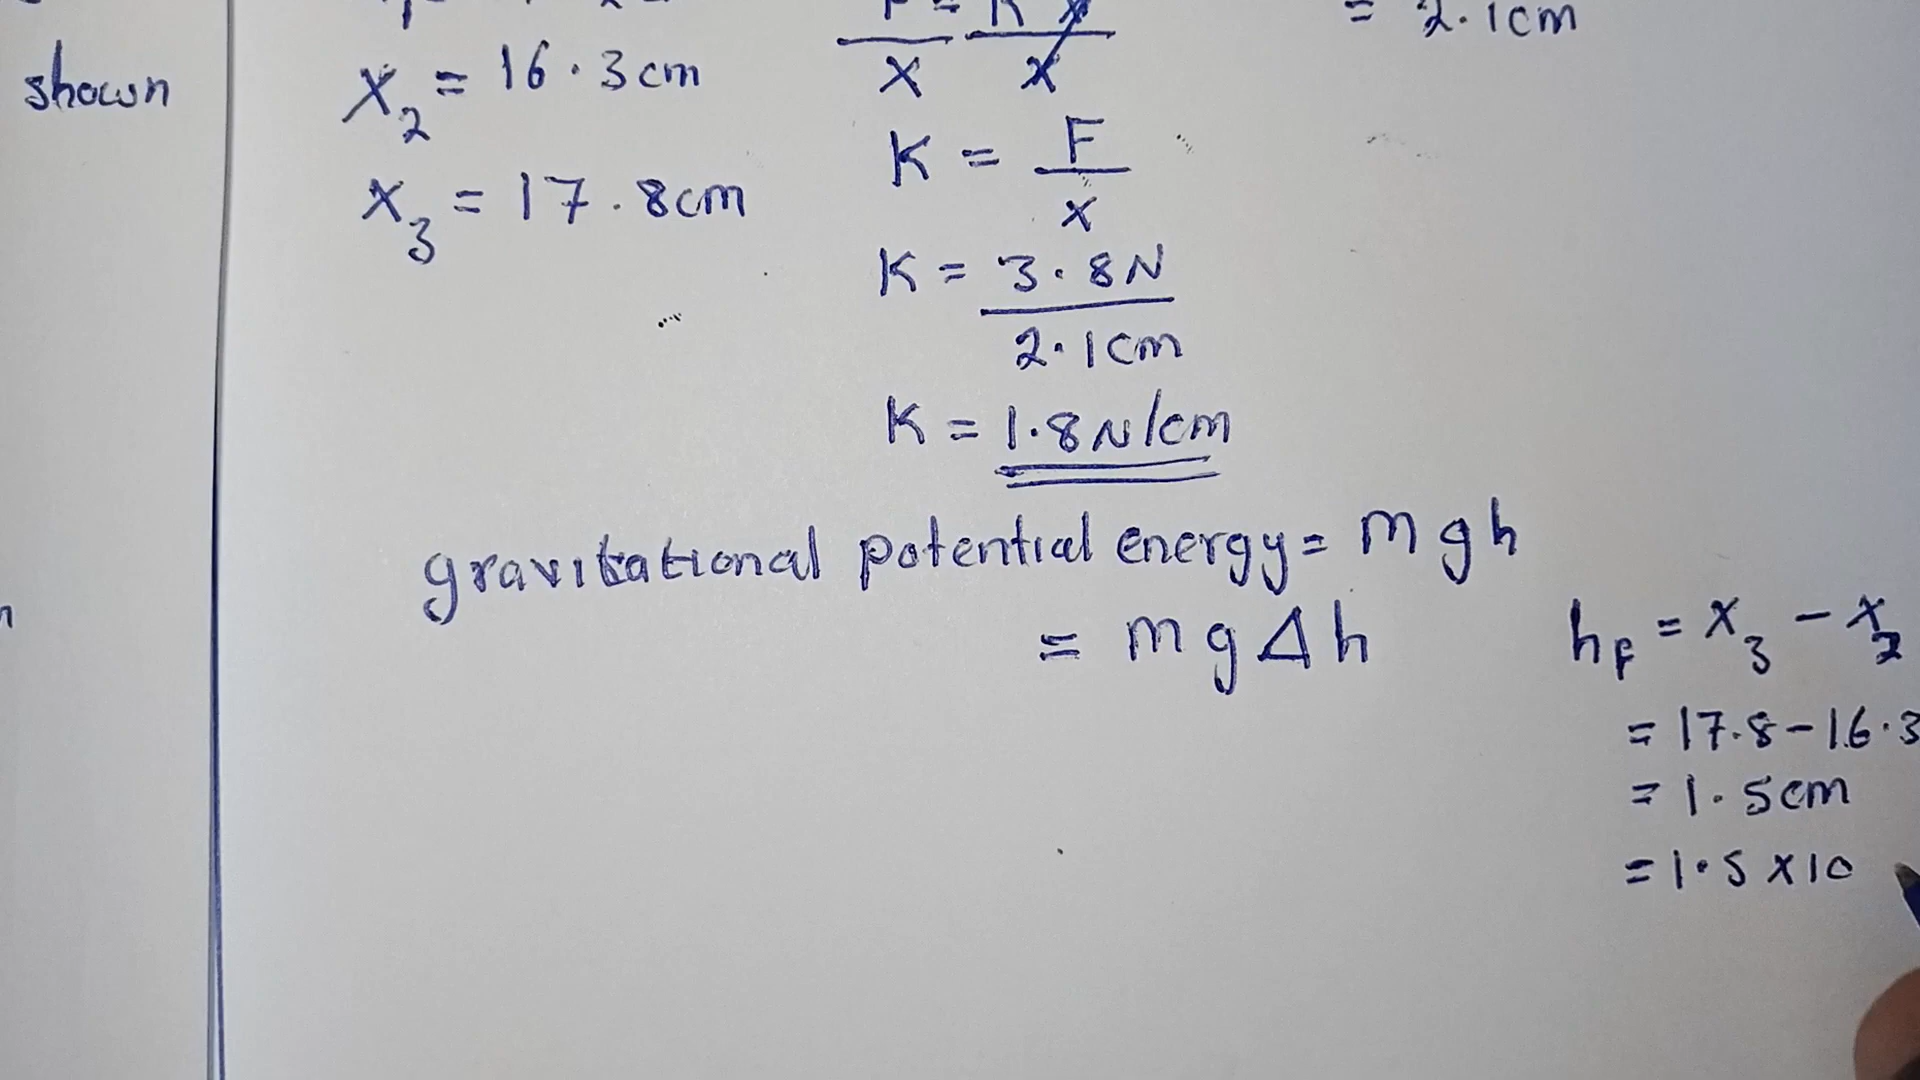 shown
= 2.1cm
X₂ = 16.3cm
X₃ = 17.8cm
X X
K = F
X
K = 3.8N
2.1cm
K = 1.8N/cm
gravitational potential energy = mgh
= mgΔh
hF = X₃ - X₂
= 17.8 - 16.3
= 1.5cm
= 1.5 x 10